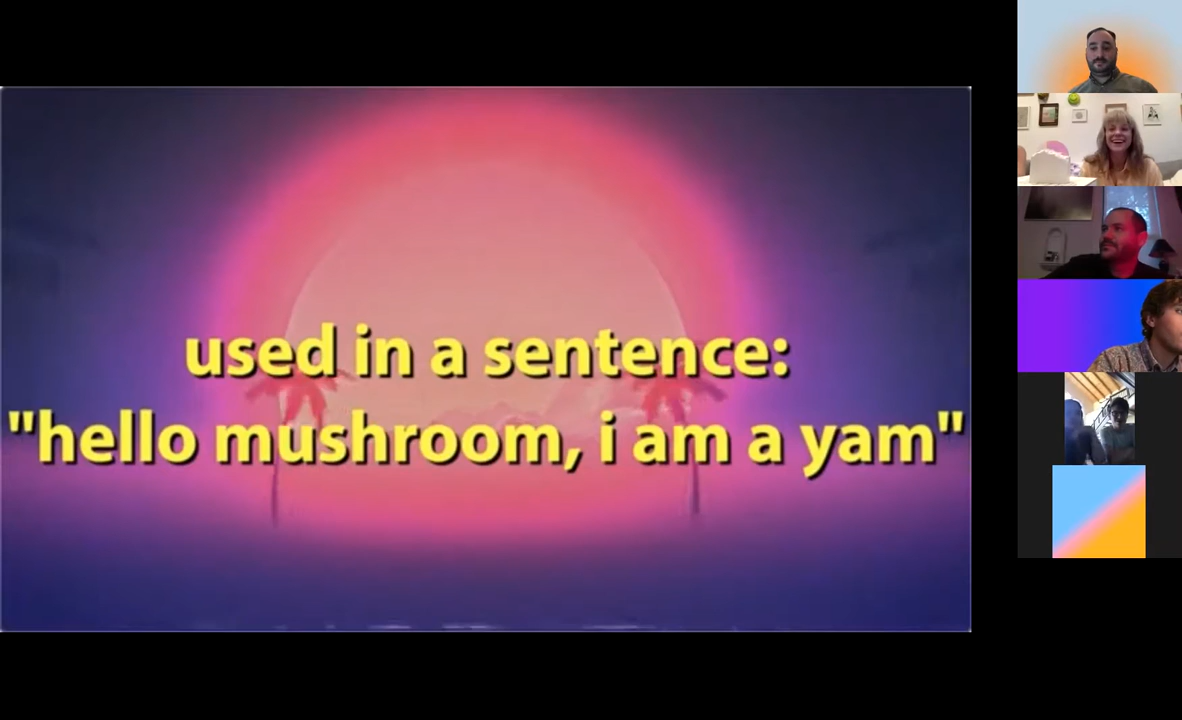 used in a sentence:
"hello mushroom, i am a yam"